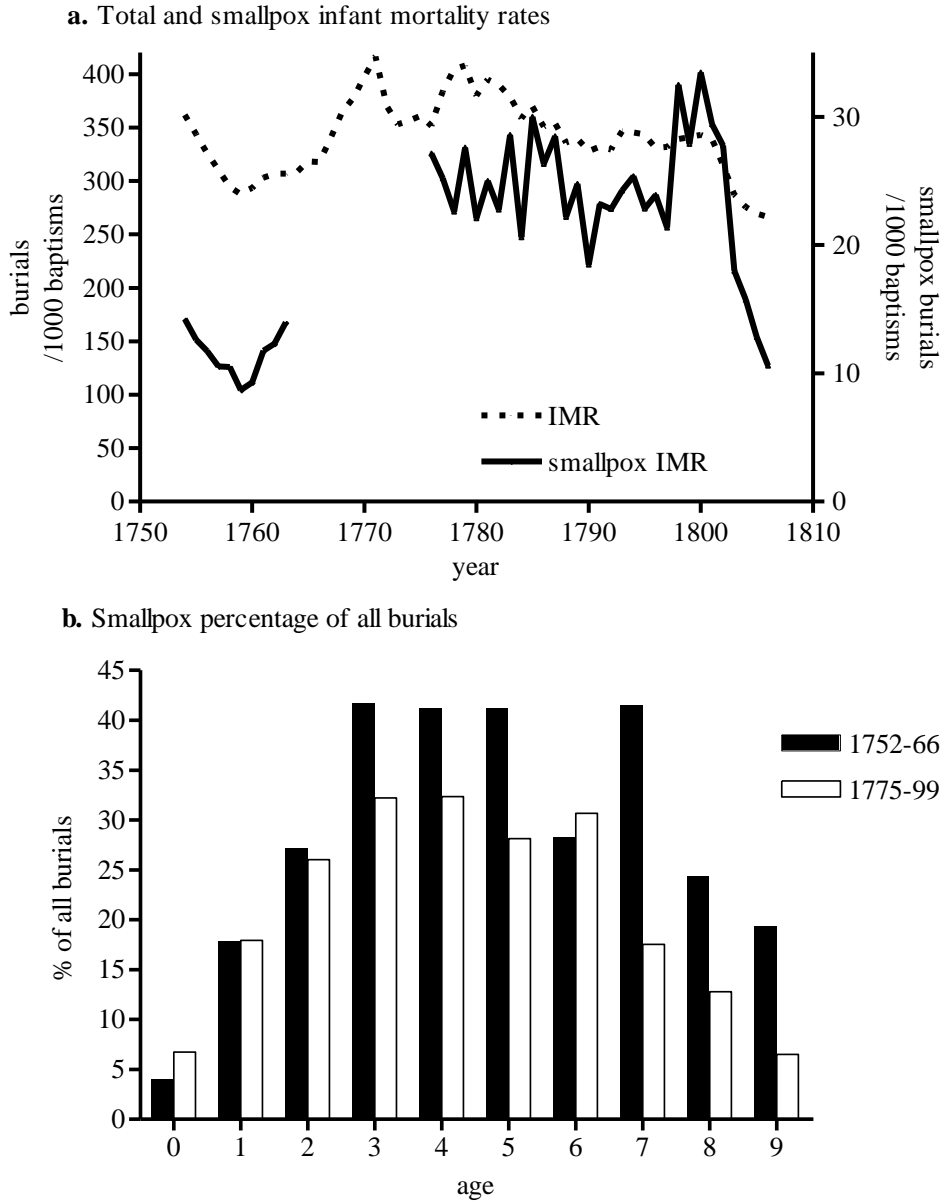 a. Total and smallpox infant mortality rates
400
350
300
250
200
150
100
50
0
burials
/1000 baptisms
30
20
10
0
smallpox burials
/1000 baptisms
IMR
smallpox IMR
1750 1760 1770 1780 1790 1800 1810
year
b. Smallpox percentage of all burials
45
40
35
30
25
20
15
10
5
0
% of all burials
1752-66
1775-99
0 1 2 3 4 5 6 7 8 9
age